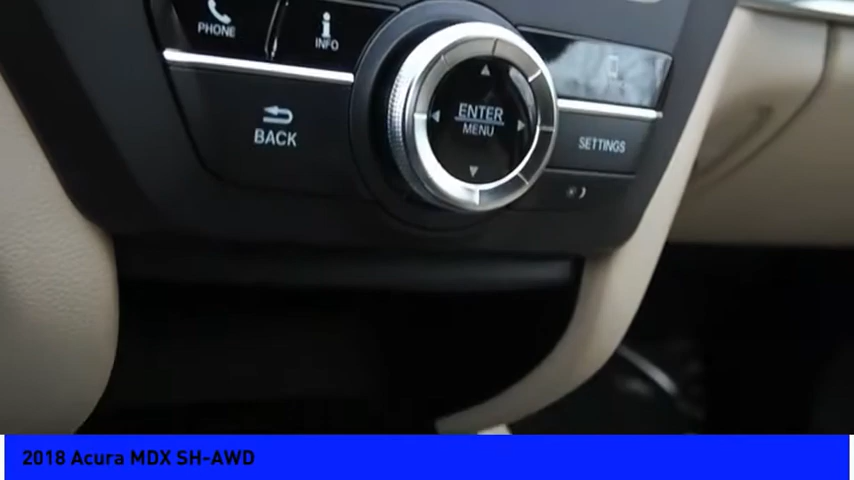 PHONE
INFO
BACK
ENTER
MENU
SETTINGS
2018 Acura MDX SH-AWD